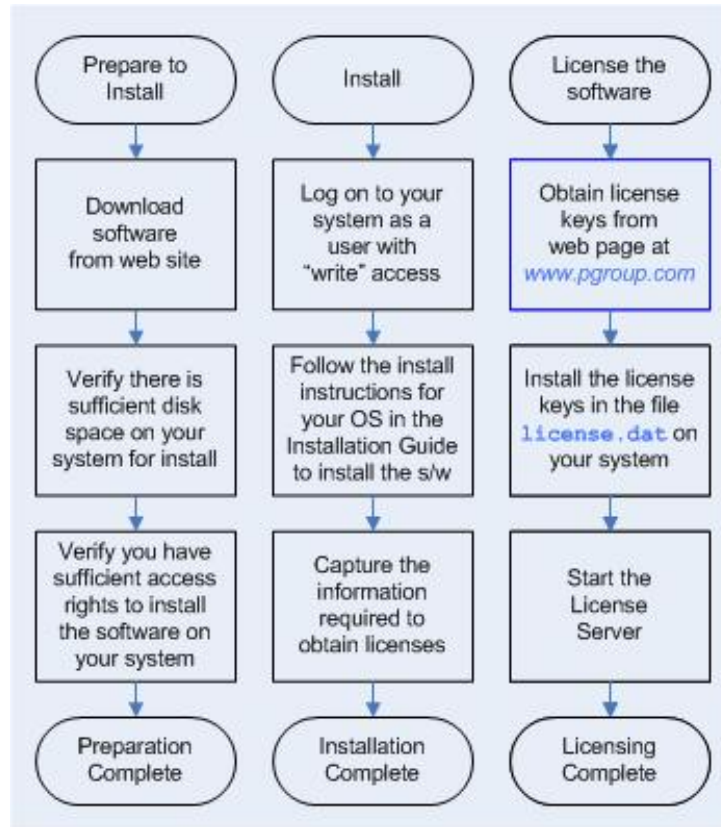 Prepare to
Install
Download
software
from web site
Verify there is
sufficient disk
space on your
system for install
Verify you have
sufficient access
rights to install
the software on
your system
Preparation
Complete
Install
Log on to your
system as a
user with
“write” access
Follow the install
instructions for
your OS in the
Installation Guide
to install the s/w
Capture the
information
required to
obtain licenses
Installation
Complete
License the
software
Obtain license
keys from
web page at
www.pgroup.com
Install the license
keys in the file
license.dat on
your system
Start the
License
Server
Licensing
Complete